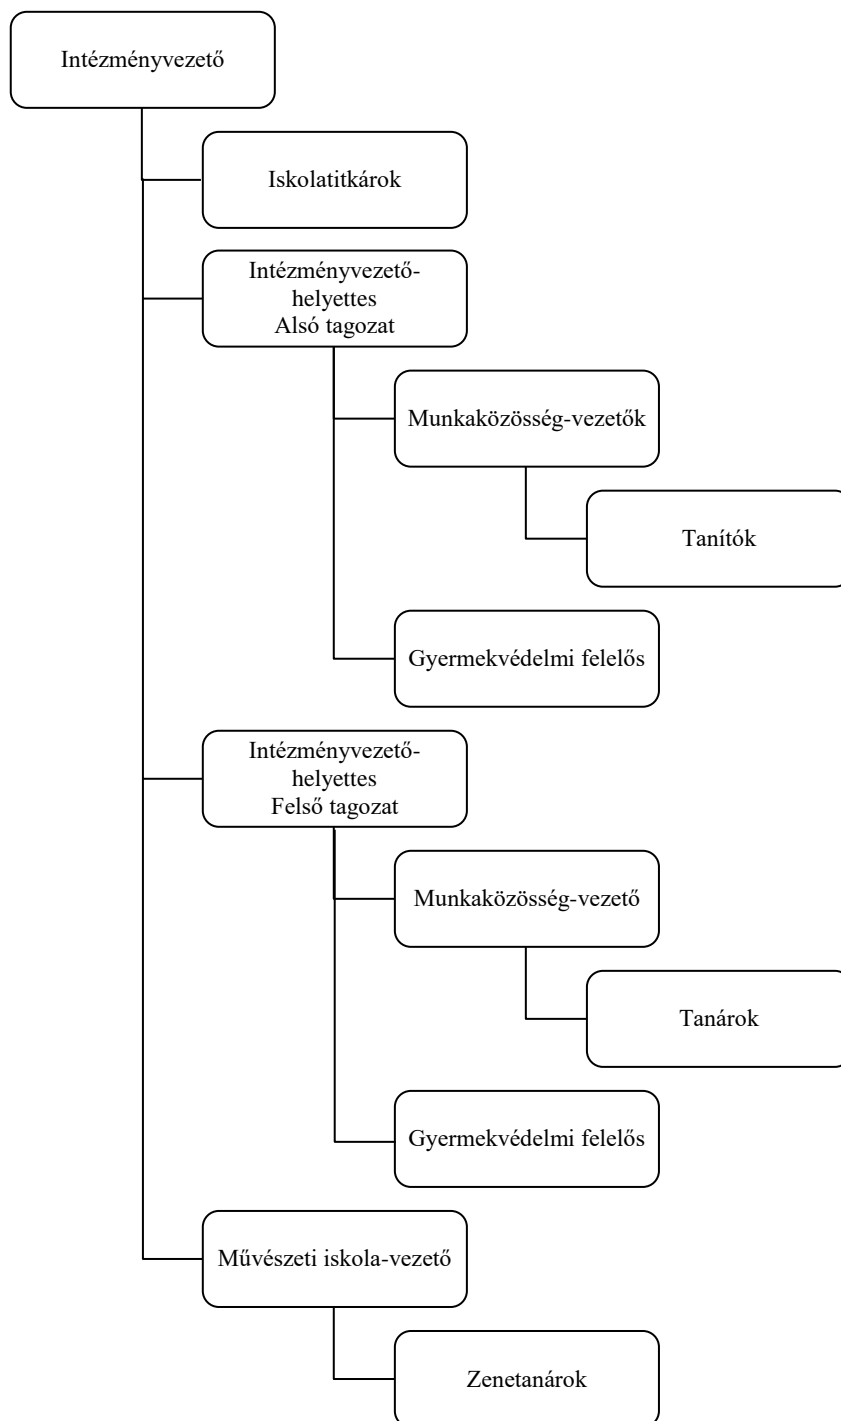 Intézményvezető
Iskolatitkárok
Intézményvezető-
helyettes
Alsó tagozat
Munkaközösség-vezetők
Tanítók
Gyermekvédelmi felelős
Intézményvezető-
helyettes
Felső tagozat
Munkaközösség-vezető
Tanárok
Gyermekvédelmi felelős
Művészeti iskola-vezető
Zenetanárok